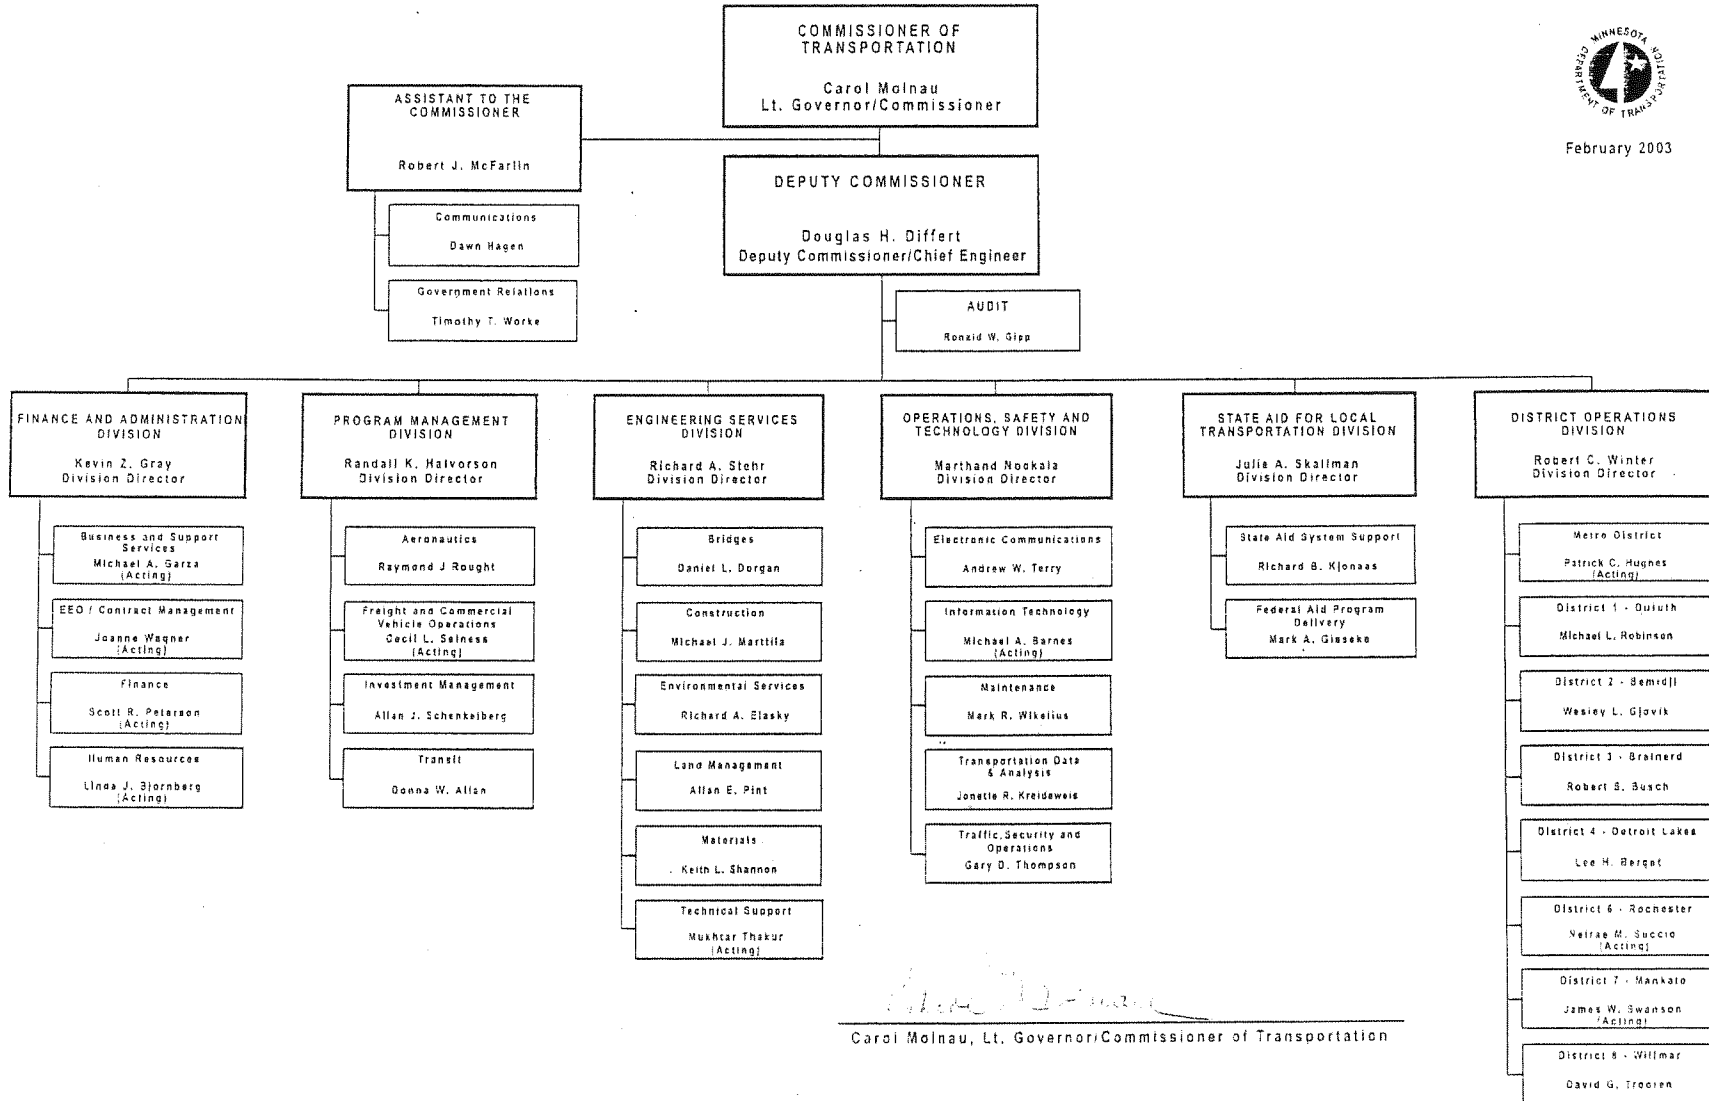 COMMISSIONER OF
TRANSPORTATION
Carol Molnau
Lt. Governor/Commissioner
MINNESOTA
DEPARTMENT OF TRANSPORTATION
February 2003
ASSISTANT TO THE
COMMISSIONER
Robert J. McFarlin
Communications
Dawn Hagen
Government Relations
Timothy T. Worke
DEPUTY COMMISSIONER
Douglas H. Differt
Deputy Commissioner/Chief Engineer
AUDIT
Ronald W. Gipp
FINANCE AND ADMINISTRATION
DIVISION
Kevin Z. Gray
Division Director
Business and Support
Services
Michael A. Garza
(Acting)
EEO / Contract Management
Joanne Wagner
(Acting)
Finance
Scott R. Peterson
(Acting)
Human Resources
Linda J. Bjornberg
(Acting)
PROGRAM MANAGEMENT
DIVISION
Randall K. Halvorson
Division Director
Aeronautics
Raymond J Rought
Freight and Commercial
Vehicle Operations
Cecil L. Selness
(Acting)
Investment Management
Allan J. Schenkelberg
Transit
Donna W. Allan
ENGINEERING SERVICES
DIVISION
Richard A. Stehr
Division Director
Bridges
Daniel L. Dorgan
Construction
Michael J. Marttila
Environmental Services
Richard A. Elasky
Land Management
Allan E. Pint
Materials
Keith L. Shannon
Technical Support
Mukhtar Thakur
(Acting)
OPERATIONS, SAFETY AND
TECHNOLOGY DIVISION
Marthand Nookala
Division Director
Electronic Communications
Andrew W. Terry
Information Technology
Michael A. Barnes
(Acting)
Maintenance
Mark R. Wikelius
Transportation Data
& Analysis
Jonette R. Kreideweis
Traffic, Security and
Operations
Gary D. Thompson
STATE AID FOR LOCAL
TRANSPORTATION DIVISION
Julie A. Skallman
Division Director
State Aid System Support
Richard B. Kjonaas
Federal Aid Program
Delivery
Mark A. Gieseke
DISTRICT OPERATIONS
DIVISION
Robert C. Winter
Division Director
Metro District
Patrick C. Hughes
(Acting)
District 1 - Duluth
Michael L. Robinson
District 2 - Bemidji
Wesley L. Gjovik
District 3 - Brainerd
Robert S. Busch
District 4 - Detroit Lakes
Lee H. Berget
District 6 - Rochester
Nelrae M. Succio
(Acting)
District 7 - Mankato
James W. Swanson
(Acting)
District 8 - Willmar
David G. Trooien
Carol Molnau, Lt. Governor/Commissioner of Transportation